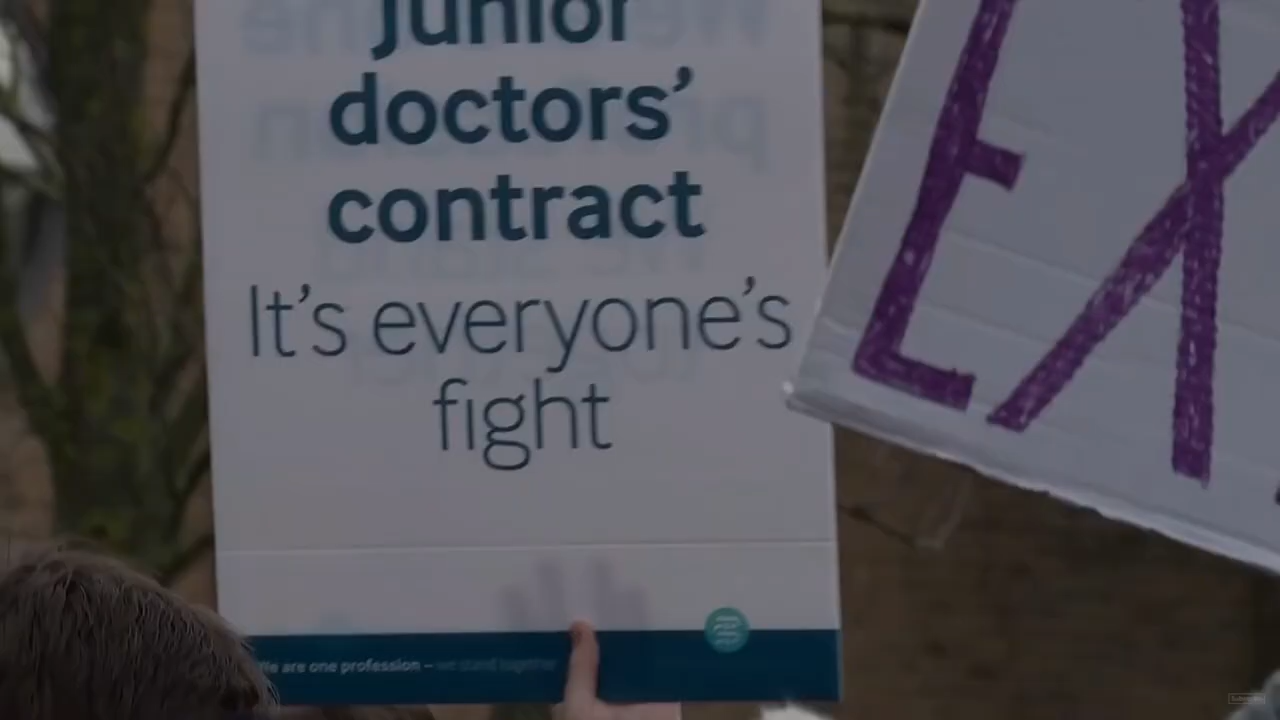 Junior
doctors’
contract
It’s everyone’s
fight
We are one profession – we stand together
EX